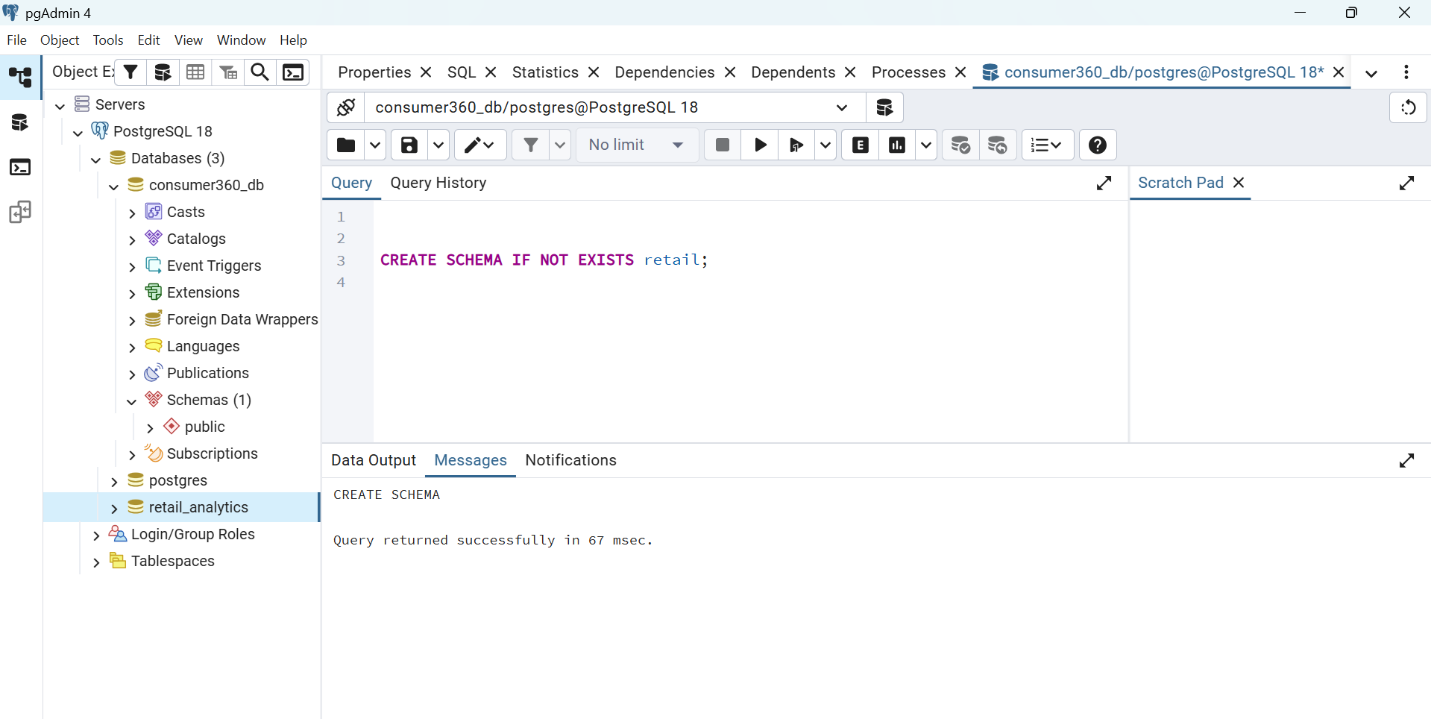 pgAdmin 4
File Object Tools Edit View Window Help
Object E
Properties SQL Statistics Dependencies Dependents Processes consumer360_db/postgres@PostgreSQL 18*
Servers
PostgreSQL 18
Databases (3)
consumer360_db
Casts
Catalogs
Event Triggers
Extensions
Foreign Data Wrappers
Languages
Publications
Schemas (1)
public
Subscriptions
postgres
retail_analytics
Login/Group Roles
Tablespaces
consumer360_db/postgres@PostgreSQL 18
No limit
E
Query Query History
Scratch Pad
1
2
3 CREATE SCHEMA IF NOT EXISTS retail;
4
Data Output Messages Notifications
CREATE SCHEMA
Query returned successfully in 67 msec.